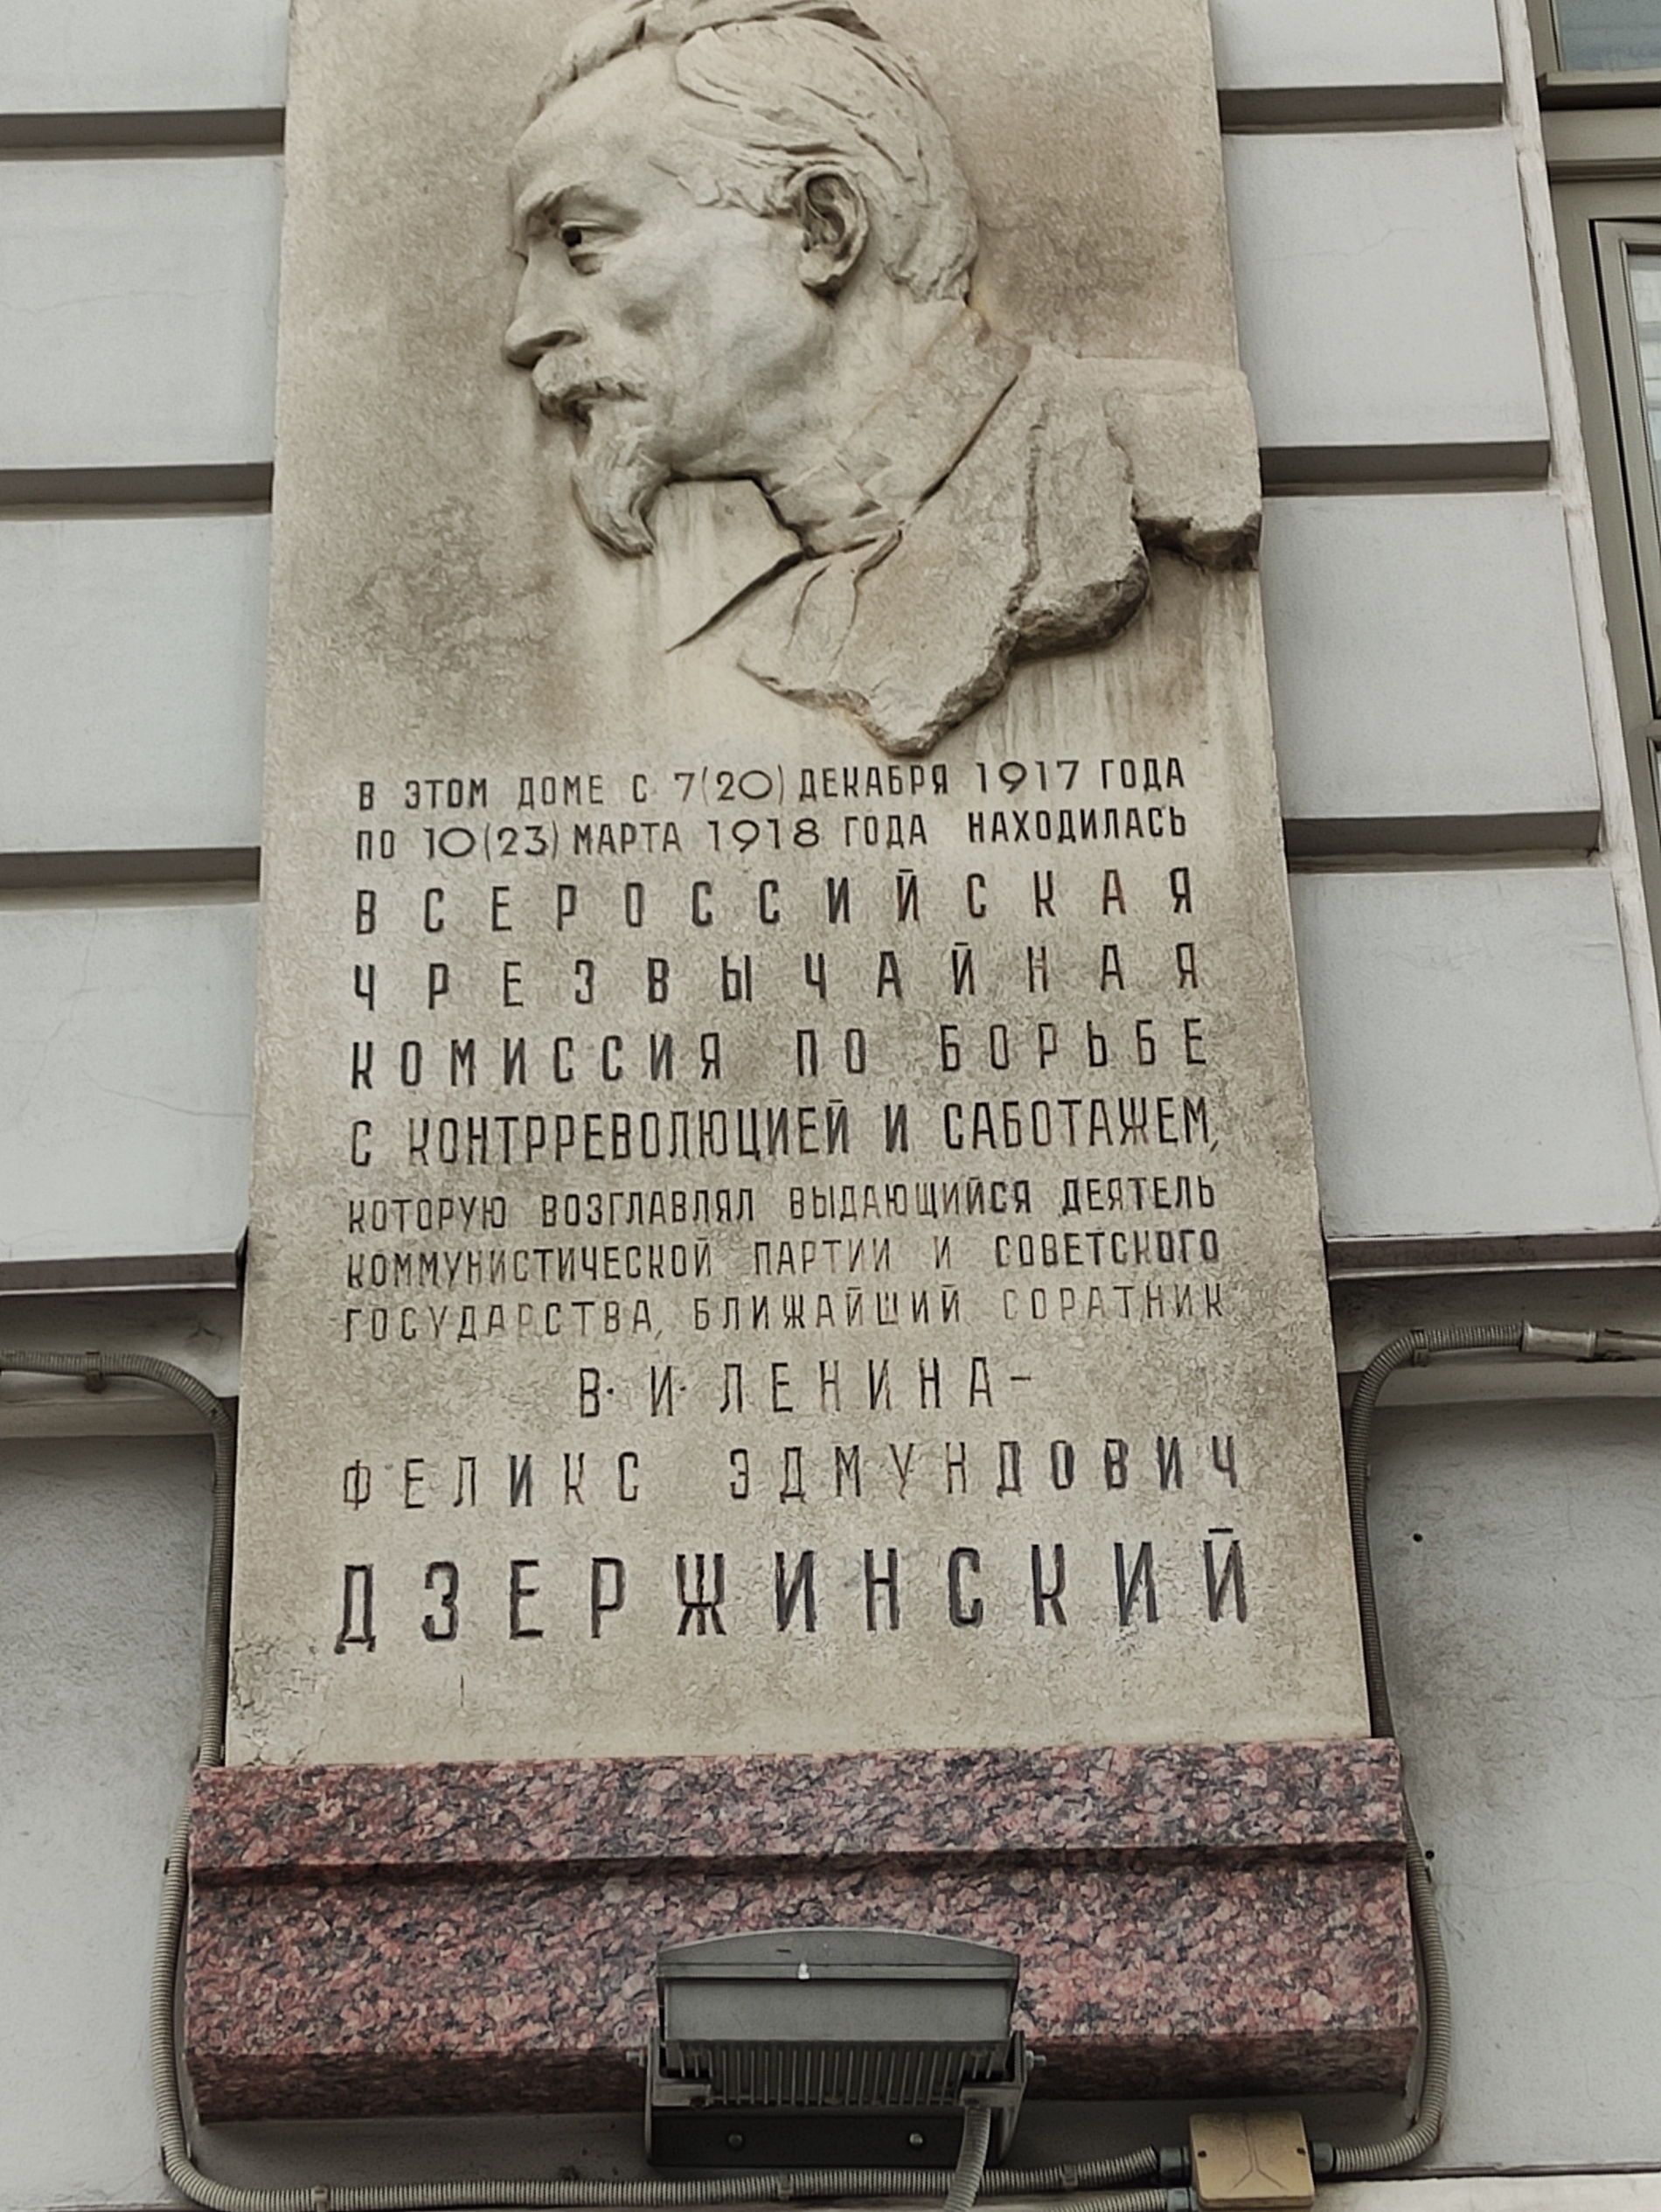 В ЭТОМ ДОМЕ С 7(20) ДЕКАБРЯ 1917 ГОДА
ПО 10(23) МАРТА 1918 ГОДА НАХОДИЛАСЬ
ВСЕРОССИЙСКАЯ
ЧРЕЗВЫЧАЙНАЯ
КОМИССИЯ ПО БОРЬБЕ
С КОНТРРЕВОЛЮЦИЕЙ И САБОТАЖЕМ,
КОТОРУЮ ВОЗГЛАВЛЯЛ ВЫДАЮЩИЙСЯ ДЕЯТЕЛЬ
КОММУНИСТИЧЕСКОЙ ПАРТИИ И СОВЕТСКОГО
ГОСУДАРСТВА, БЛИЖАЙШИЙ СОРАТНИК
В. И. ЛЕНИНА-
ФЕЛИКС ЭДМУНДОВИЧ
ДЗЕРЖИНСКИЙ